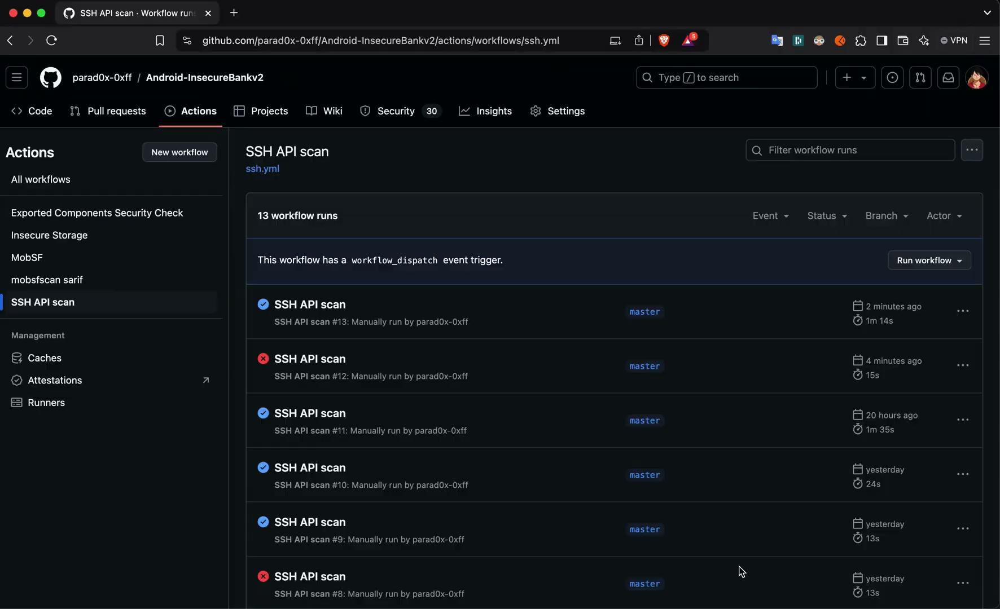 SSH API scan · Workflow run
github.com/parad0x-0xff/Android-InsecureBankv2/actions/workflows/ssh.yml
5
VPN
parad0x-0xff / Android-InsecureBankv2
Type / to search
Code
Pull requests
Actions
Projects
Wiki
Security 30
Insights
Settings
Actions
New workflow
All workflows
Exported Components Security Check
Insecure Storage
MobSF
mobsfscan sarif
SSH API scan
Management
Caches
Attestations
Runners
SSH API scan
ssh.yml
Filter workflow runs
13 workflow runs
Event
Status
Branch
Actor
This workflow has a workflow_dispatch event trigger.
Run workflow
SSH API scan
SSH API scan #13: Manually run by parad0x-0xff
master
2 minutes ago
1m 14s
SSH API scan
SSH API scan #12: Manually run by parad0x-0xff
master
4 minutes ago
15s
SSH API scan
SSH API scan #11: Manually run by parad0x-0xff
master
20 hours ago
1m 35s
SSH API scan
SSH API scan #10: Manually run by parad0x-0xff
master
yesterday
24s
SSH API scan
SSH API scan #9: Manually run by parad0x-0xff
master
yesterday
13s
SSH API scan
SSH API scan #8: Manually run by parad0x-0xff
master
yesterday
13s